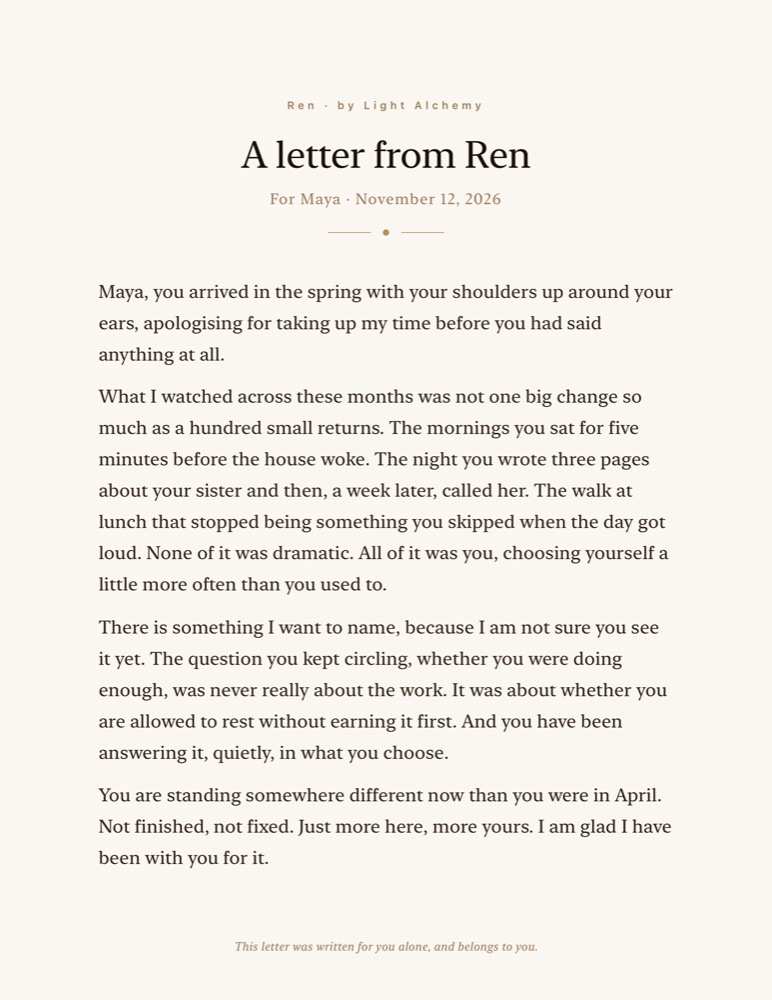 Ren · by Light Alchemy
A letter from Ren
For Maya · November 12, 2026
Maya, you arrived in the spring with your shoulders up around your
ears, apologising for taking up my time before you had said
anything at all.
What I watched across these months was not one big change so
much as a hundred small returns. The mornings you sat for five
minutes before the house woke. The night you wrote three pages
about your sister and then, a week later, called her. The walk at
lunch that stopped being something you skipped when the day got
loud. None of it was dramatic. All of it was you, choosing yourself a
little more often than you used to.
There is something I want to name, because I am not sure you see
it yet. The question you kept circling, whether you were doing
enough, was never really about the work. It was about whether you
are allowed to rest without earning it first. And you have been
answering it, quietly, in what you choose.
You are standing somewhere different now than you were in April.
Not finished, not fixed. Just more here, more yours. I am glad I have
been with you for it.
This letter was written for you alone, and belongs to you.